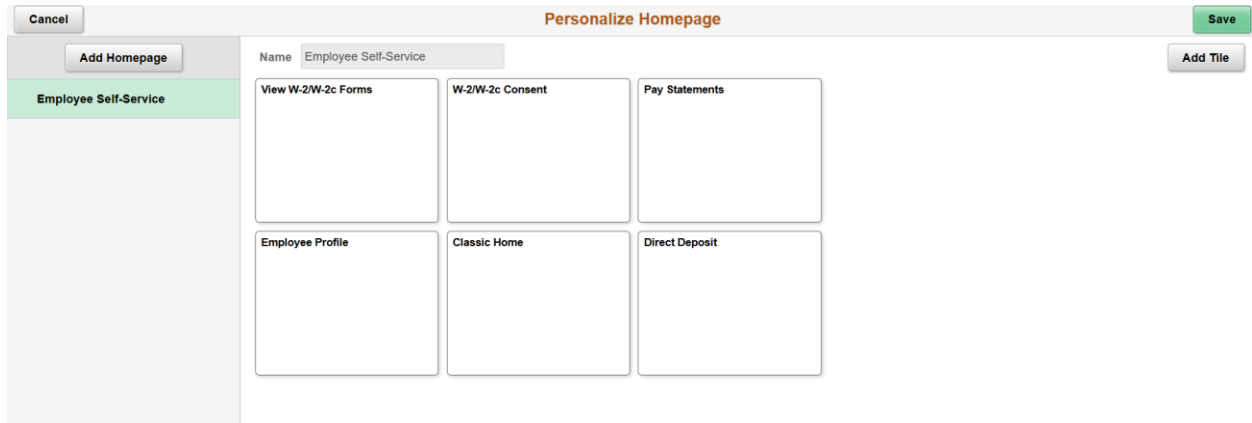 Cancel
Personalize Homepage
Save
Add Homepage
Name Employee Self-Service
Add Tile
Employee Self-Service
View W-2/W-2c Forms
W-2/W-2c Consent
Pay Statements
Employee Profile
Classic Home
Direct Deposit